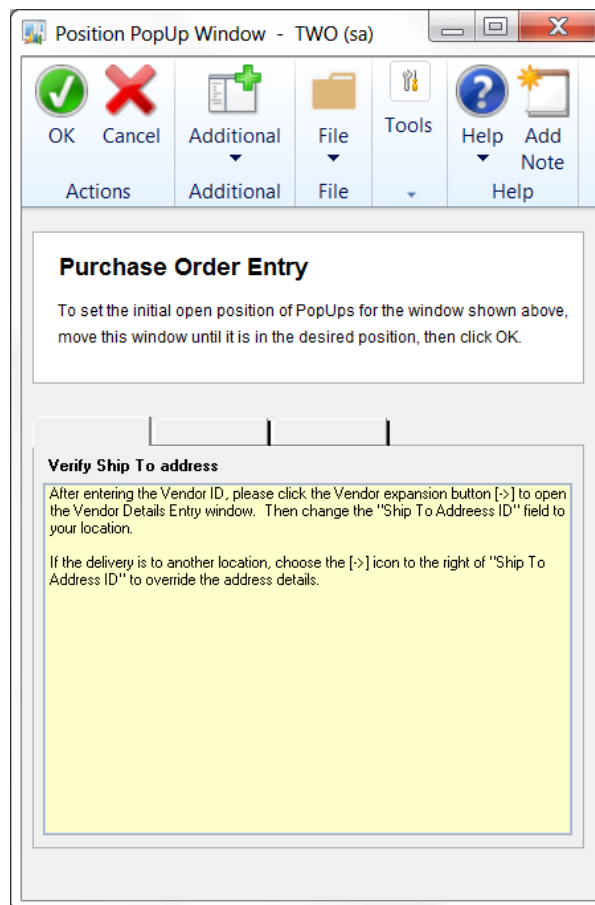 Position PopUp Window - TWO (sa)
OK Cancel Additional File Tools Help Add Note
Actions Additional File Help
Purchase Order Entry
To set the initial open position of PopUps for the window shown above,
move this window until it is in the desired position, then click OK.
Verify Ship To address
After entering the Vendor ID, please click the Vendor expansion button [->] to open
the Vendor Details Entry window.  Then change the "Ship To Addreess ID" field to
your location.
If the delivery is to another location, choose the [->] icon to the right of "Ship To
Address ID" to override the address details.